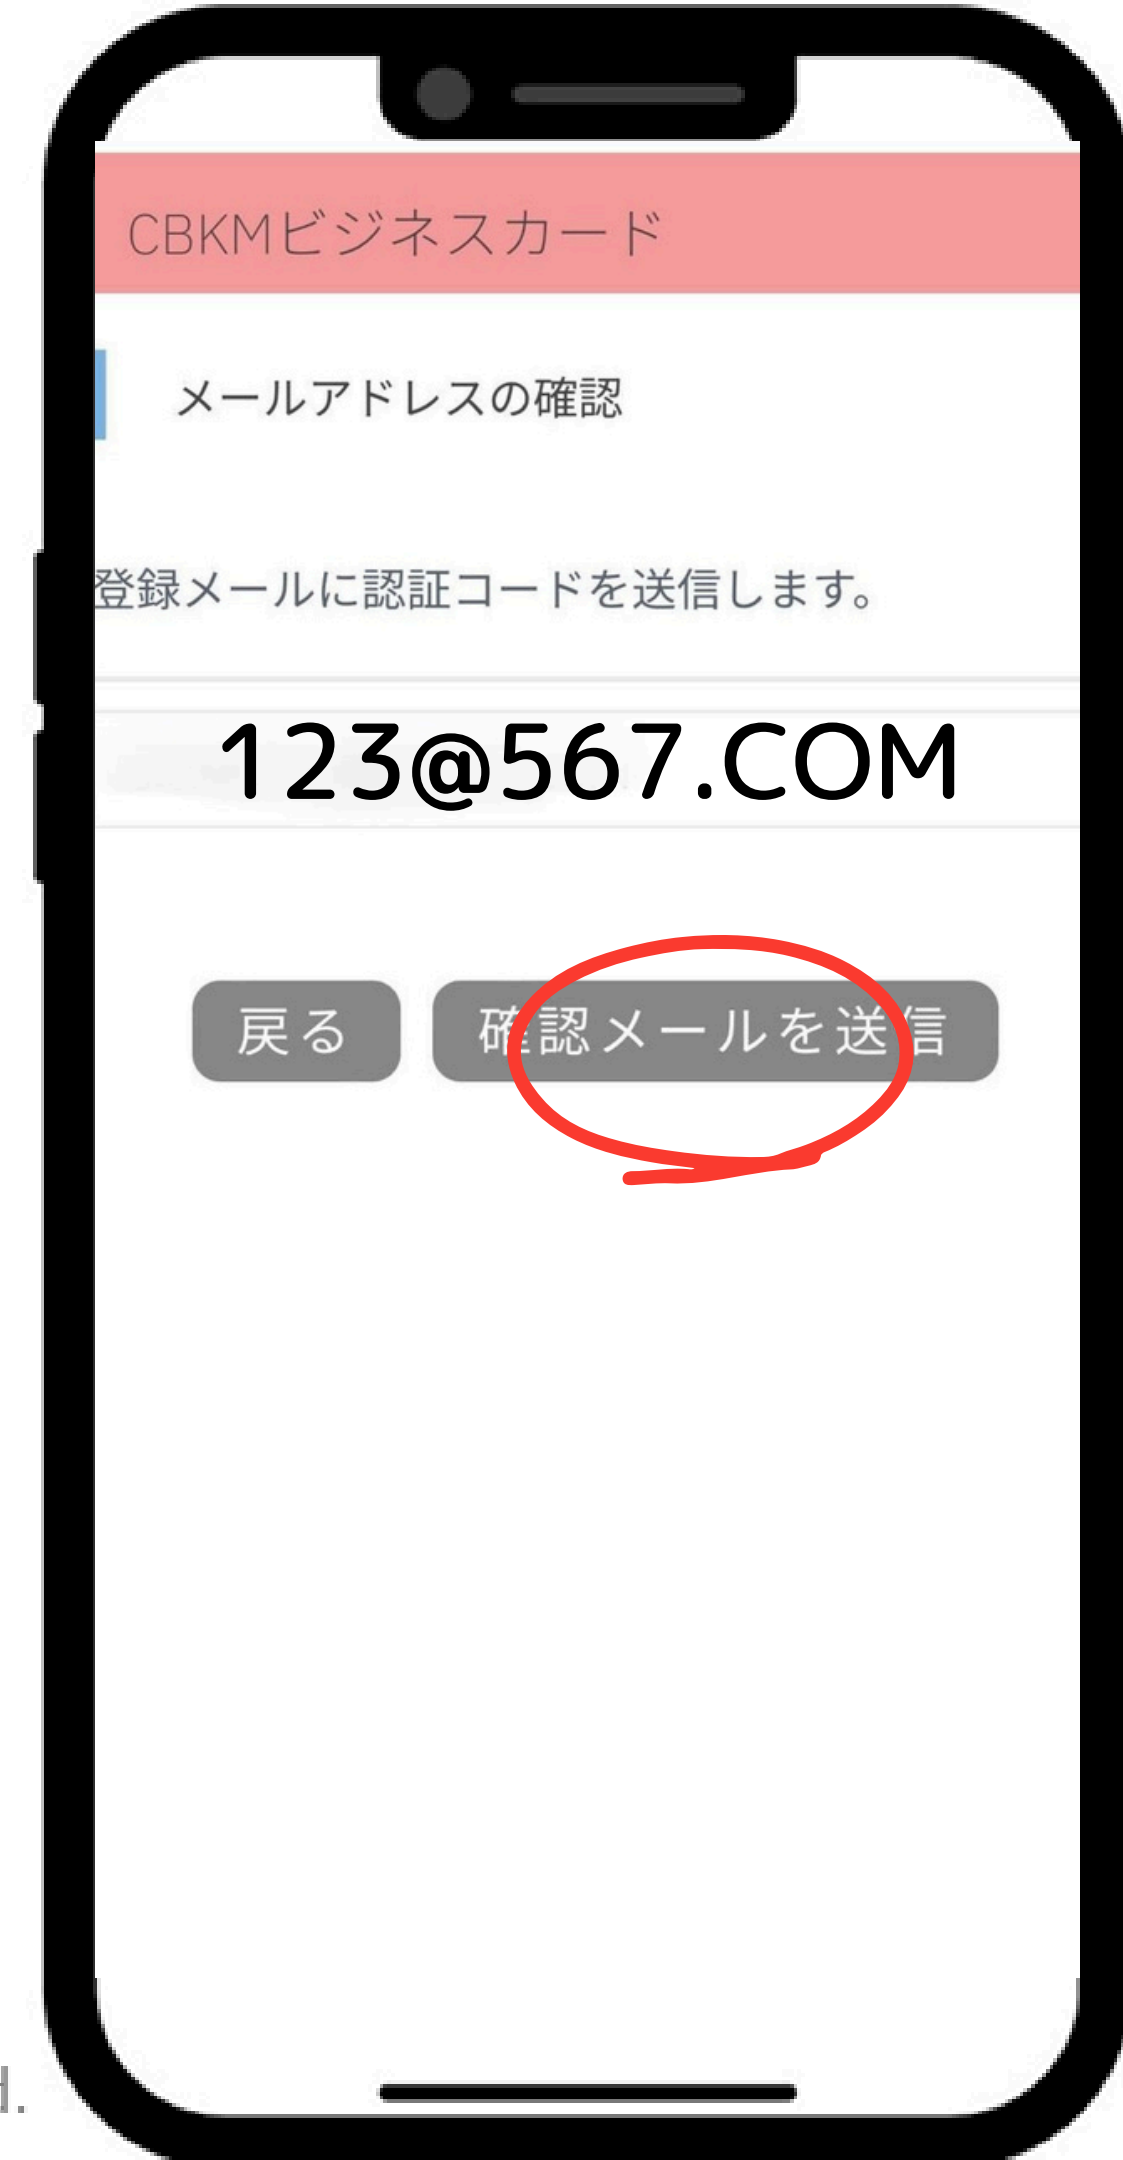 CBKMビジネスカード
メールアドレスの確認
登録メールに認証コードを送信します。
123@567.COM
戻る
確認メールを送信